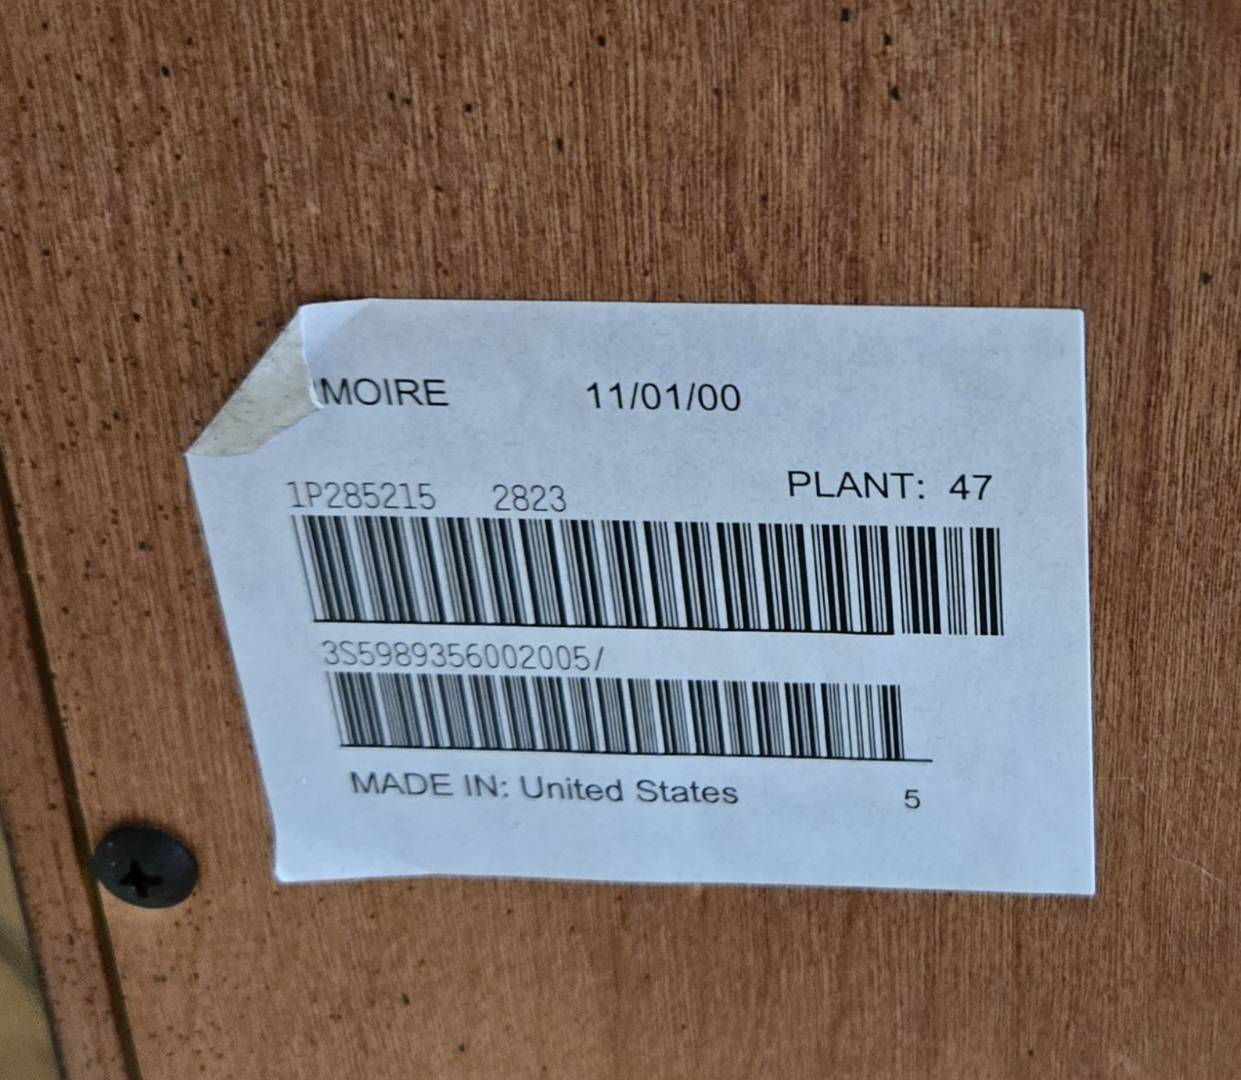 MOIRE 11/01/00
PLANT: 47
1P285215 2823
3S5989356002005/
MADE IN: United States 5